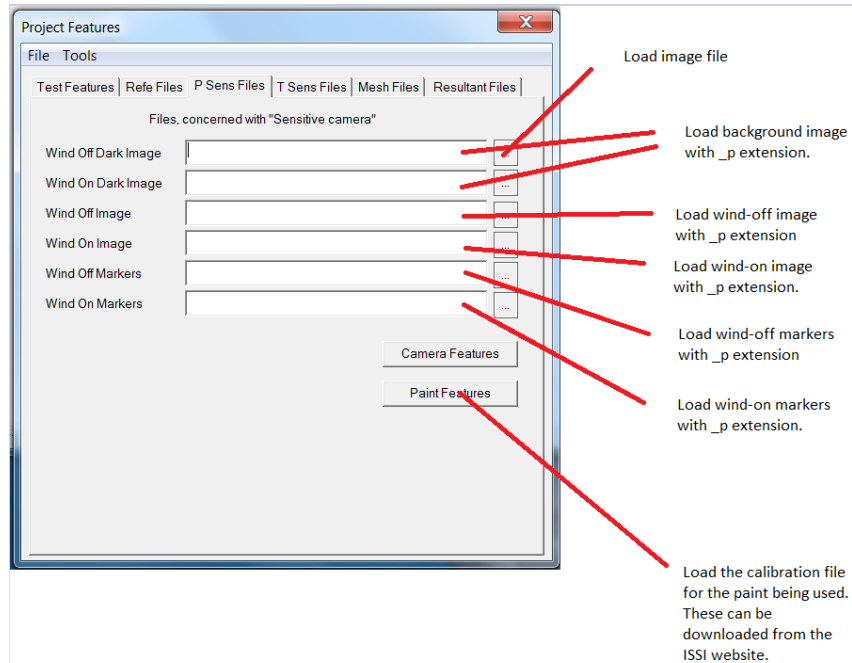 Project Features
File Tools
Test Features Refe Files P Sens Files T Sens Files Mesh Files Resultant Files
Files, concerned with "Sensitive camera"
Wind Off Dark Image
...
Wind On Dark Image
...
Wind Off Image
...
Wind On Image
...
Wind Off Markers
...
Wind On Markers
...
Camera Features
Paint Features
Load image file
Load background image
with _p extension.
Load wind-off image
with _p extension
Load wind-on image
with _p extension.
Load wind-off markers
with _p extension
Load wind-on markers
with _p extension.
Load the calibration file
for the paint being used.
These can be
downloaded from the
ISSI website.